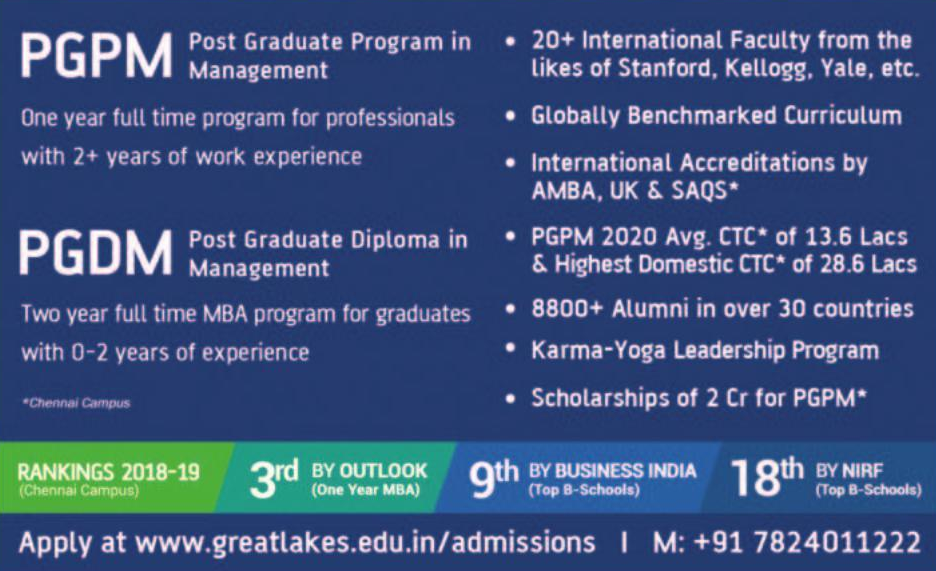 PGPM Post Graduate Program in
Management
One year full time program for professionals
with 2+ years of work experience
PGDM Post Graduate Diploma in
Management
Two year full time MBA program for graduates
with 0-2 years of experience
*Chennai Campus
• 20+ International Faculty from the
likes of Stanford, Kellogg, Yale, etc.
• Globally Benchmarked Curriculum
• International Accreditations by
AMBA, UK & SAQS*
• PGPM 2020 Avg. CTC* of 13.6 Lacs
& Highest Domestic CTC* of 28.6 Lacs
• 8800+ Alumni in over 30 countries
• Karma-Yoga Leadership Program
• Scholarships of 2 Cr for PGPM*
RANKINGS 2018-19
(Chennai Campus)
3rd BY OUTLOOK
(One Year MBA)
9th BY BUSINESS INDIA
(Top B-Schools)
18th BY NIRF
(Top B-Schools)
Apply at www.greatlakes.edu.in/admissions | M: +91 7824011222